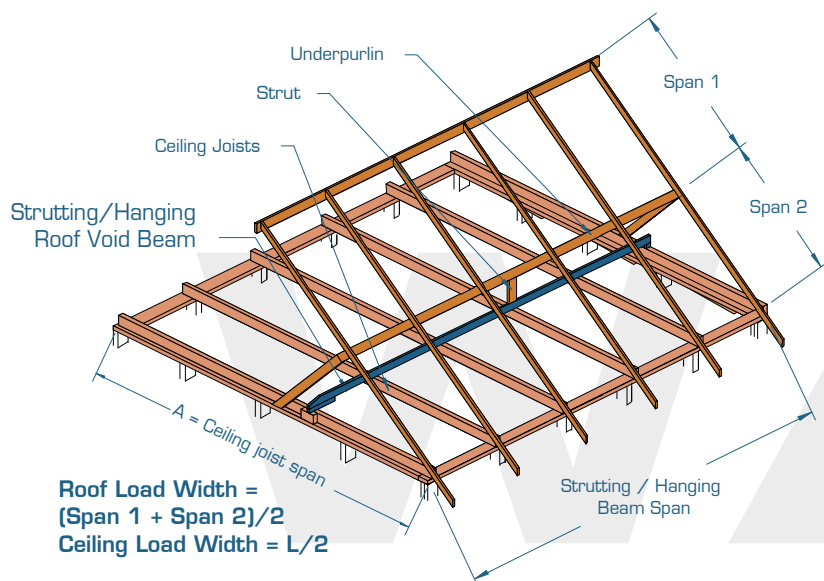 Underpurlin
Strut
Ceiling Joists
Strutting/Hanging
Roof Void Beam
Span 1
Span 2
A = Ceiling joist span
Strutting / Hanging
Beam Span
Roof Load Width =
(Span 1 + Span 2)/2
Ceiling Load Width = L/2